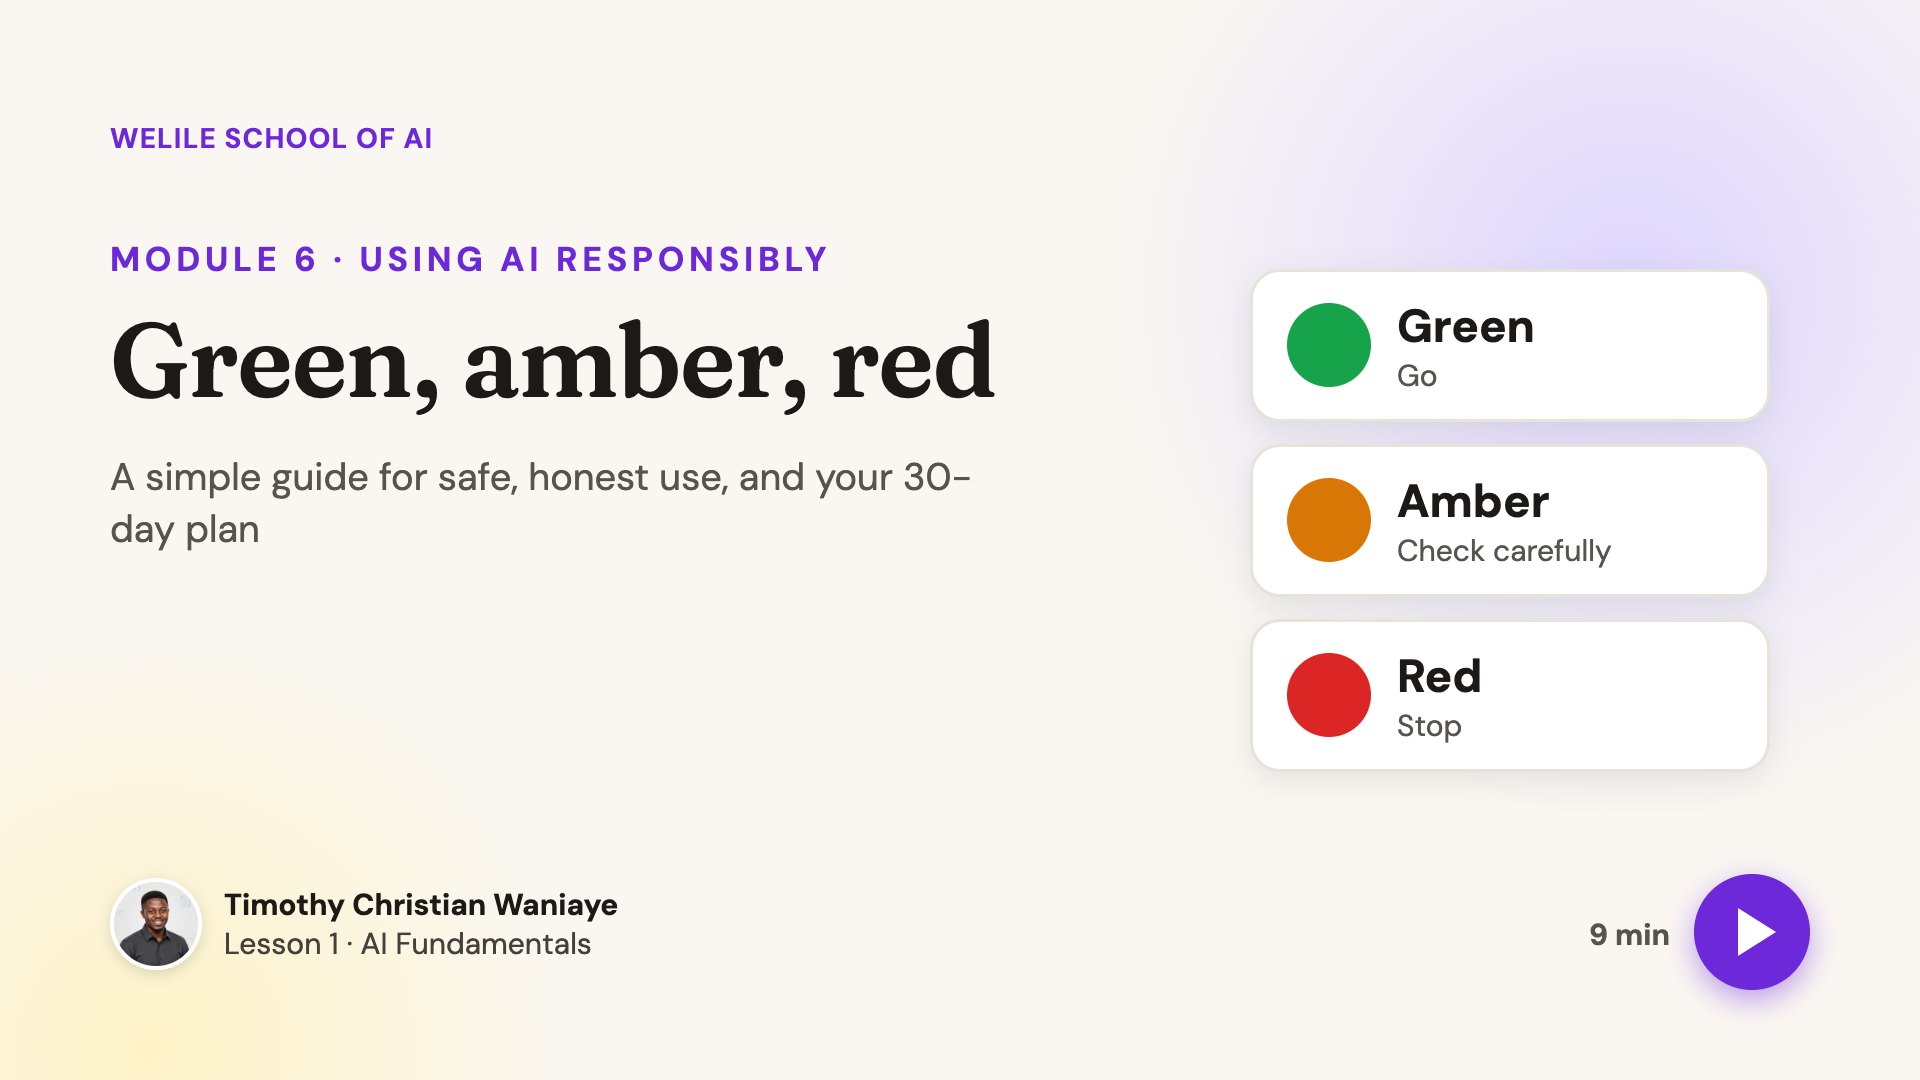 WELILE SCHOOL OF AI
MODULE 6 · USING AI RESPONSIBLY
Green, amber, red
A simple guide for safe, honest use, and your 30-
day plan
Green
Go
Amber
Check carefully
Red
Stop
Timothy Christian Waniaye
Lesson 1 · AI Fundamentals
9 min